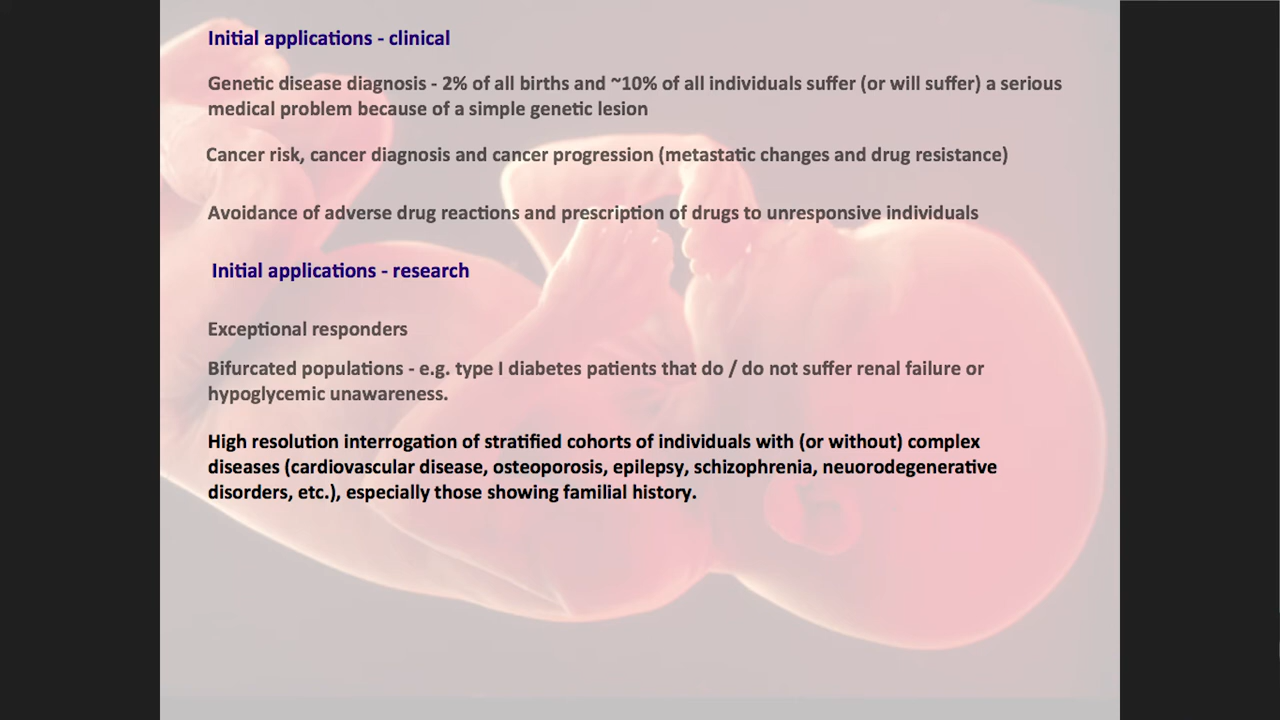 Initial applications - clinical
Genetic disease diagnosis - 2% of all births and ~10% of all individuals suffer (or will suffer) a serious
medical problem because of a simple genetic lesion
Cancer risk, cancer diagnosis and cancer progression (metastatic changes and drug resistance)
Avoidance of adverse drug reactions and prescription of drugs to unresponsive individuals
Initial applications - research
Exceptional responders
Bifurcated populations - e.g. type I diabetes patients that do / do not suffer renal failure or
hypoglycemic unawareness.
High resolution interrogation of stratified cohorts of individuals with (or without) complex
diseases (cardiovascular disease, osteoporosis, epilepsy, schizophrenia, neuorodegenerative
disorders, etc.), especially those showing familial history.